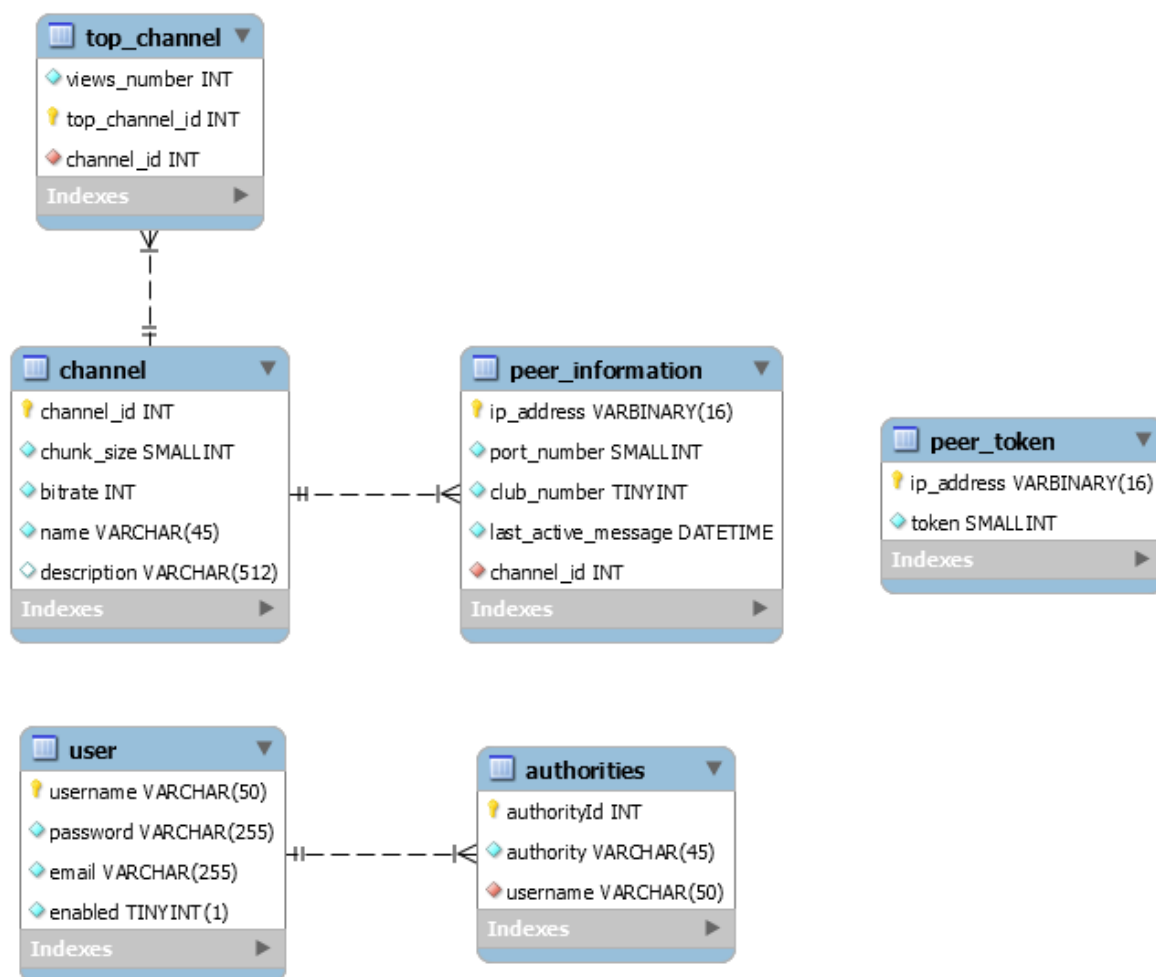 top_channel
views_number INT
top_channel_id INT
channel_id INT
Indexes
channel
channel_id INT
chunk_size SMALLINT
bitrate INT
name VARCHAR(45)
description VARCHAR(512)
Indexes
peer_information
ip_address VARBINARY(16)
port_number SMALLINT
club_number TINYINT
last_active_message DATETIME
channel_id INT
Indexes
peer_token
ip_address VARBINARY(16)
token SMALLINT
Indexes
user
username VARCHAR(50)
password VARCHAR(255)
email VARCHAR(255)
enabled TINYINT(1)
Indexes
authorities
authorityId INT
authority VARCHAR(45)
username VARCHAR(50)
Indexes